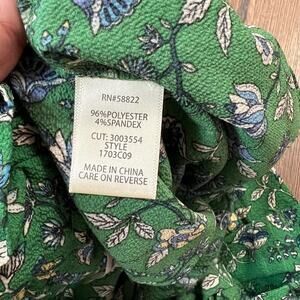 RN#58822
96%POLYESTER
4%SPANDEX
CUT: 3003554
STYLE
1703C09
MADE IN CHINA
CARE ON REVERSE